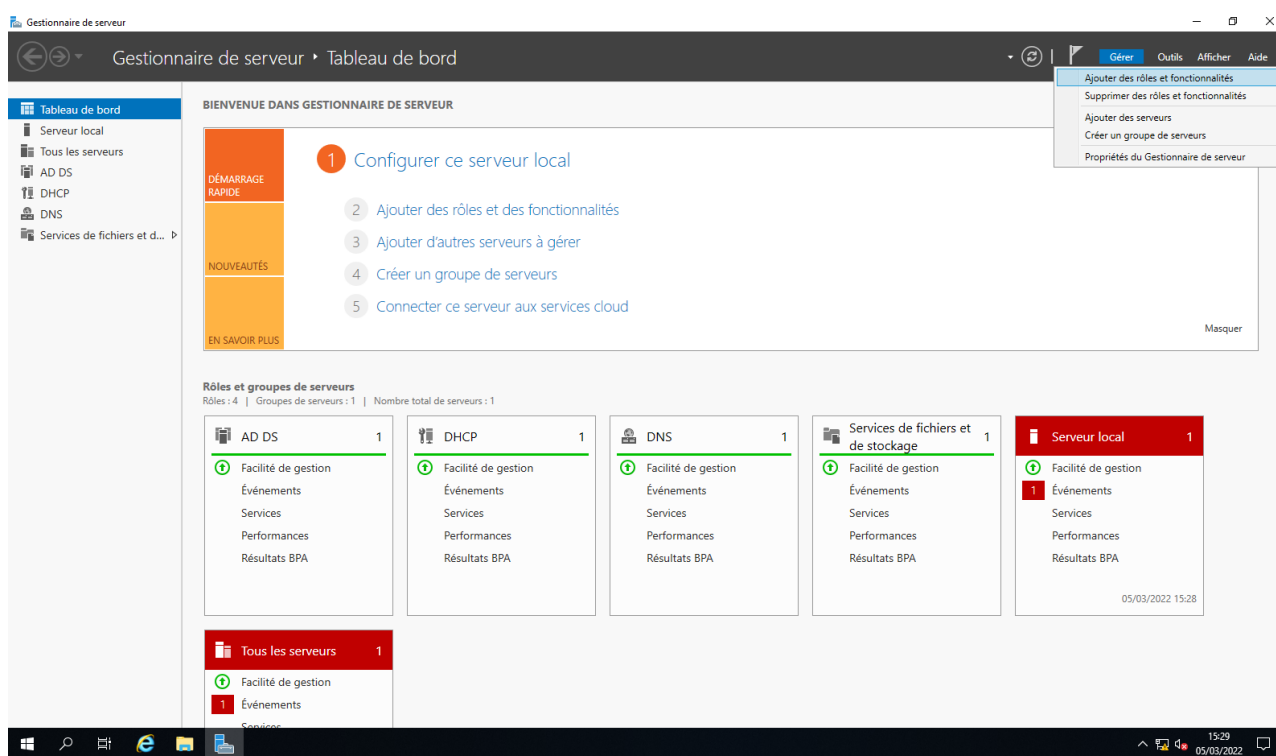 Gestionnaire de serveur
Gestionnaire de serveur ‣ Tableau de bord
Gérer Outils Afficher Aide
Ajouter des rôles et fonctionnalités
Supprimer des rôles et fonctionnalités
Ajouter des serveurs
Créer un groupe de serveurs
Propriétés du Gestionnaire de serveur
Tableau de bord
Serveur local
Tous les serveurs
AD DS
DHCP
DNS
Services de fichiers et d...
BIENVENUE DANS GESTIONNAIRE DE SERVEUR
DÉMARRAGE
RAPIDE
NOUVEAUTÉS
EN SAVOIR PLUS
1 Configurer ce serveur local
2 Ajouter des rôles et des fonctionnalités
3 Ajouter d'autres serveurs à gérer
4 Créer un groupe de serveurs
5 Connecter ce serveur aux services cloud
Masquer
Rôles et groupes de serveurs
Rôles : 4 | Groupes de serveurs : 1 | Nombre total de serveurs : 1
AD DS 1
Facilité de gestion
Événements
Services
Performances
Résultats BPA
DHCP 1
Facilité de gestion
Événements
Services
Performances
Résultats BPA
DNS 1
Facilité de gestion
Événements
Services
Performances
Résultats BPA
Services de fichiers et
de stockage 1
Facilité de gestion
Événements
Services
Performances
Résultats BPA
Serveur local 1
Facilité de gestion
1 Événements
Services
Performances
Résultats BPA
05/03/2022 15:28
Tous les serveurs 1
Facilité de gestion
1 Événements
Services
15:29
05/03/2022